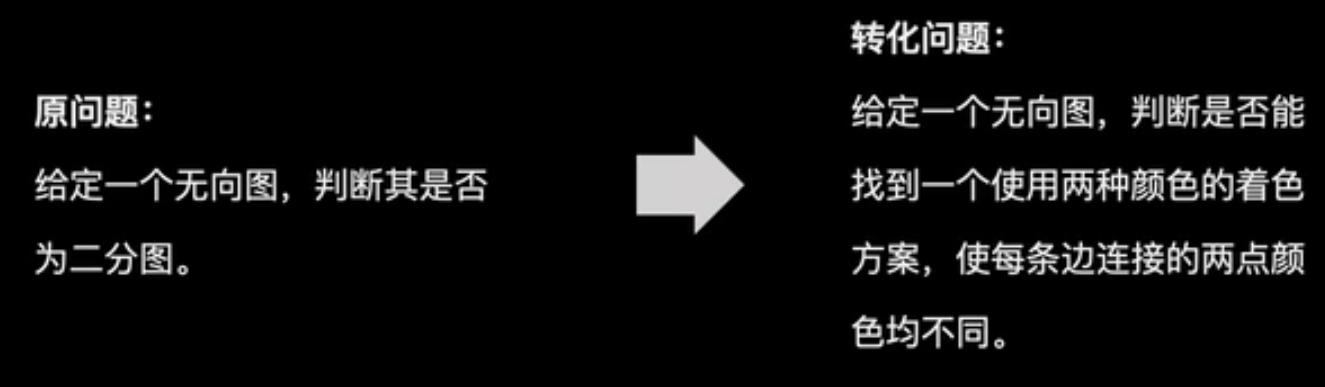 原问题：
给定一个无向图，判断其是否
为二分图。
转化问题：
给定一个无向图，判断是否能
找到一个使用两种颜色的着色
方案，使每条边连接的两点颜
色均不同。